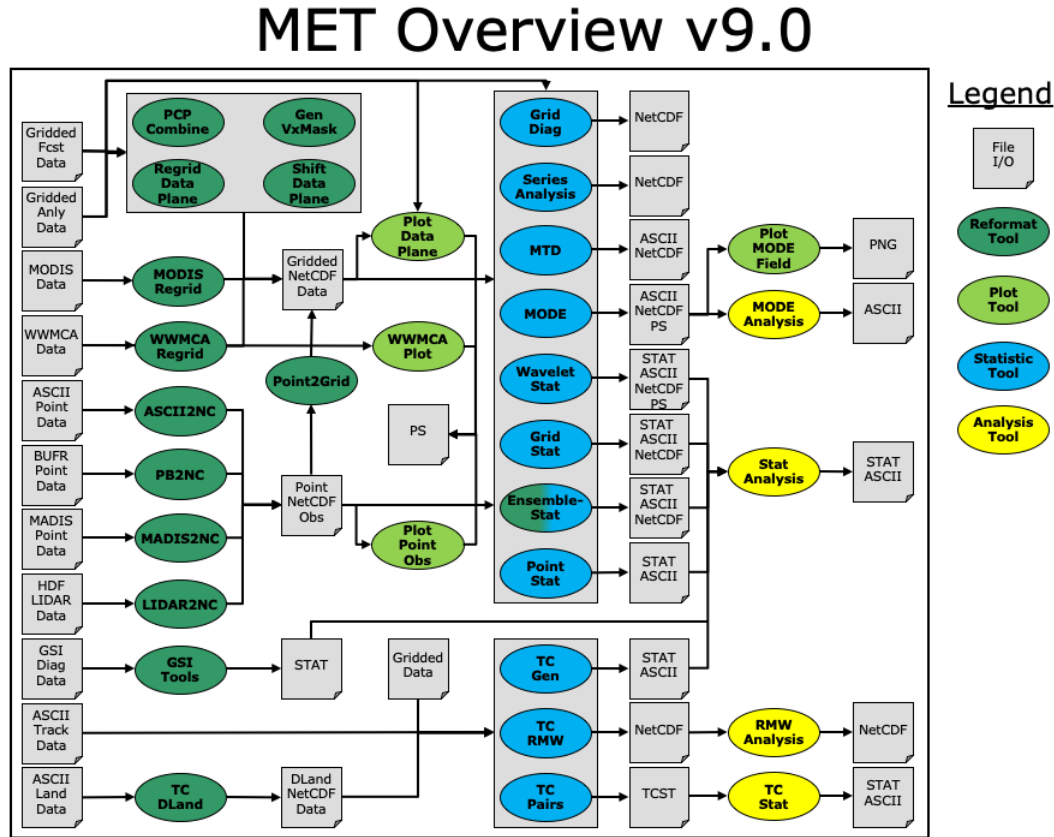 MET Overview v9.0
Legend
File
I/O
Reformat
Tool
Plot
Tool
Statistic
Tool
Analysis
Tool
Gridded
Fcst
Data
Gridded
Anly
Data
MODIS
Data
WWMCA
Data
ASCII
Point
Data
BUFR
Point
Data
MADIS
Point
Data
HDF
LIDAR
Data
GSI
Diag
Data
ASCII
Track
Data
ASCII
Land
Data
PCP
Combine
Gen
VxMask
Regrid
Data
Plane
Shift
Data
Plane
MODIS
Regrid
WWMCA
Regrid
ASCII2NC
PB2NC
MADIS2NC
LIDAR2NC
GSI
Tools
TC
DLand
Gridded
NetCDF
Data
Point2Grid
Point
NetCDF
Obs
STAT
DLand
NetCDF
Data
Plot
Data
Plane
WWMCA
Plot
PS
Plot
Point
Obs
Gridded
Data
Grid
Diag
Series
Analysis
MTD
MODE
Wavelet
Stat
Grid
Stat
Ensemble-
Stat
Point
Stat
TC
Gen
TC
RMW
TC
Pairs
NetCDF
NetCDF
ASCII
NetCDF
ASCII
NetCDF
PS
STAT
ASCII
NetCDF
PS
STAT
ASCII
NetCDF
STAT
ASCII
NetCDF
STAT
ASCII
STAT
ASCII
NetCDF
TCST
Plot
MODE
Field
MODE
Analysis
Stat
Analysis
RMW
Analysis
TC
Stat
PNG
ASCII
STAT
ASCII
NetCDF
STAT
ASCII